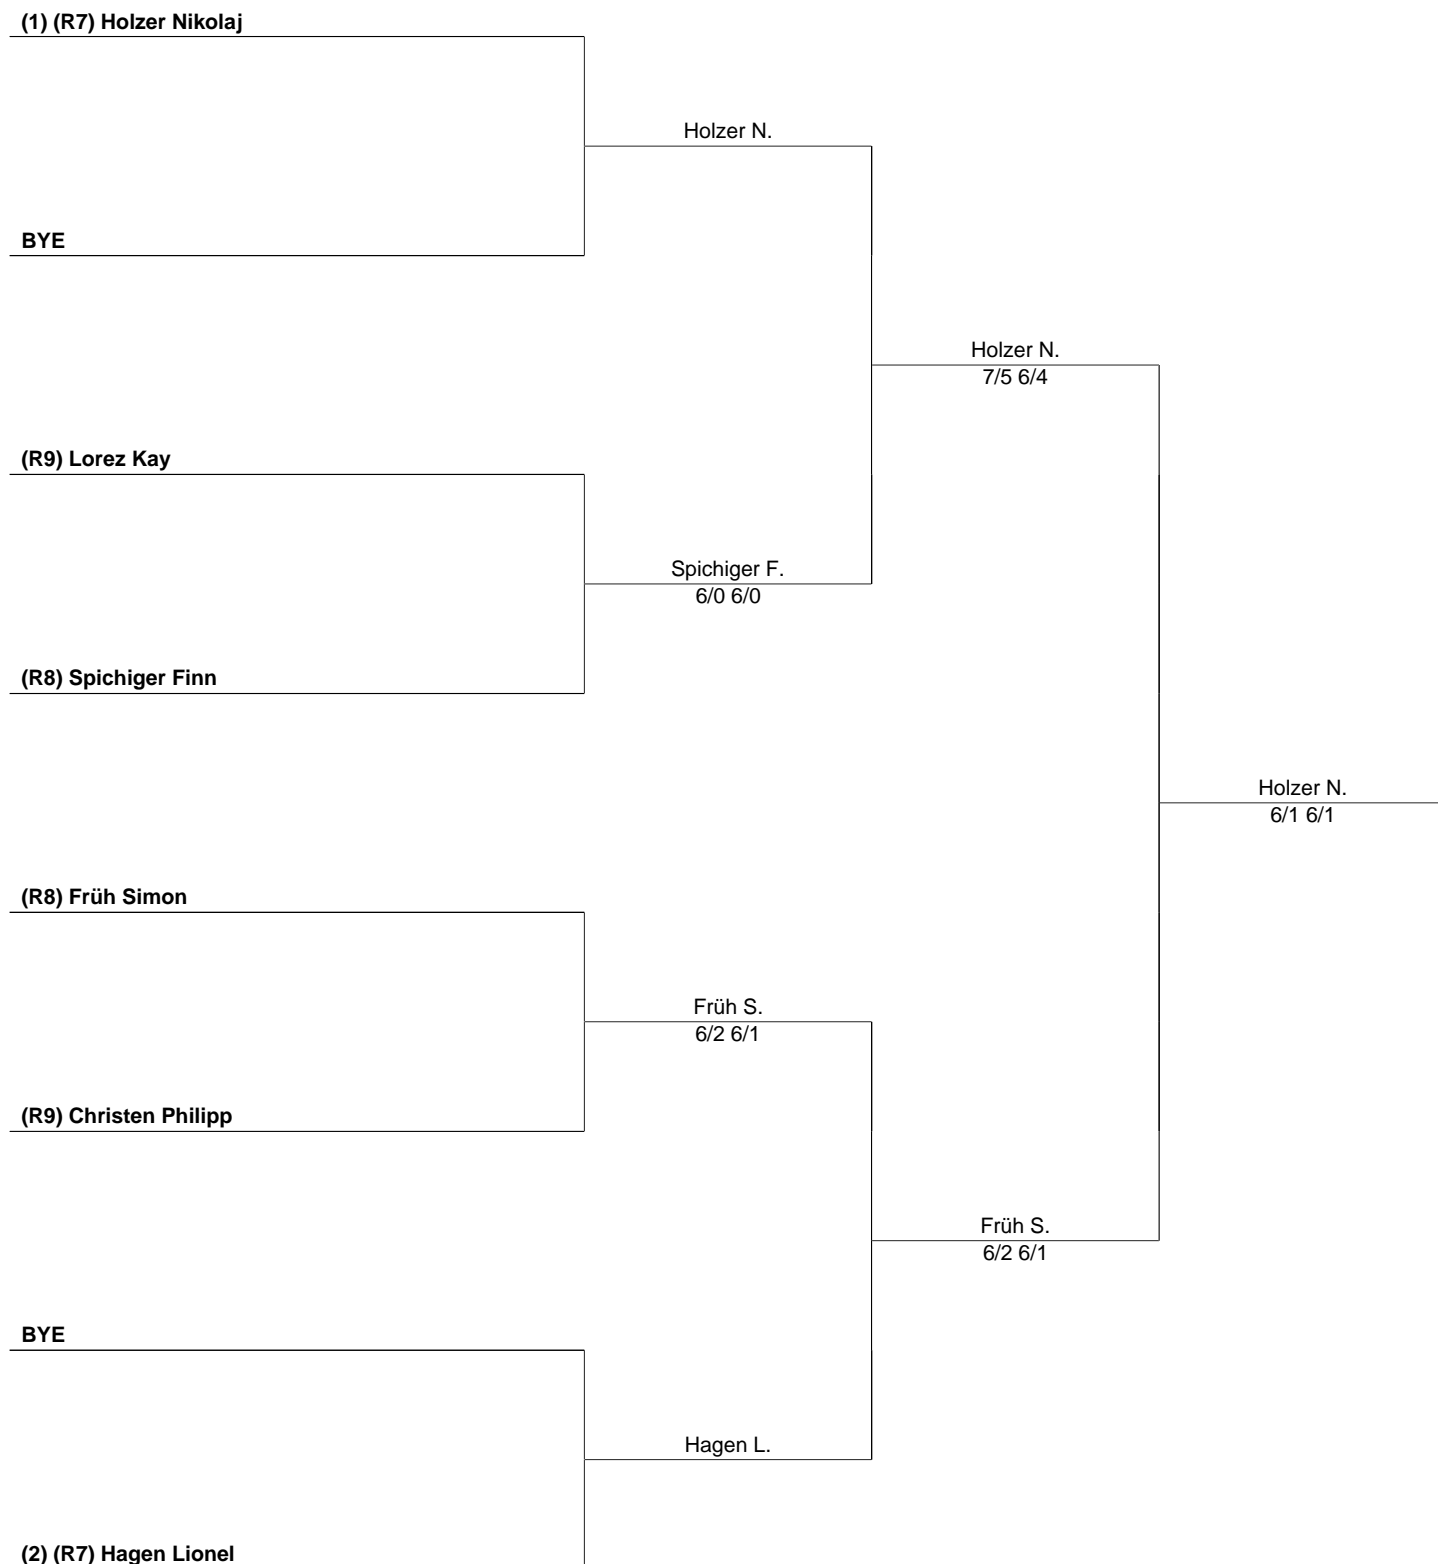 (1) (R7) Holzer Nikolaj
Holzer N.
BYE
Holzer N.
7/5 6/4
(R9) Lorez Kay
Spichiger F.
6/0 6/0
(R8) Spichiger Finn
Holzer N.
6/1 6/1
(R8) Früh Simon
Früh S.
6/2 6/1
(R9) Christen Philipp
Früh S.
6/2 6/1
BYE
Hagen L.
(2) (R7) Hagen Lionel